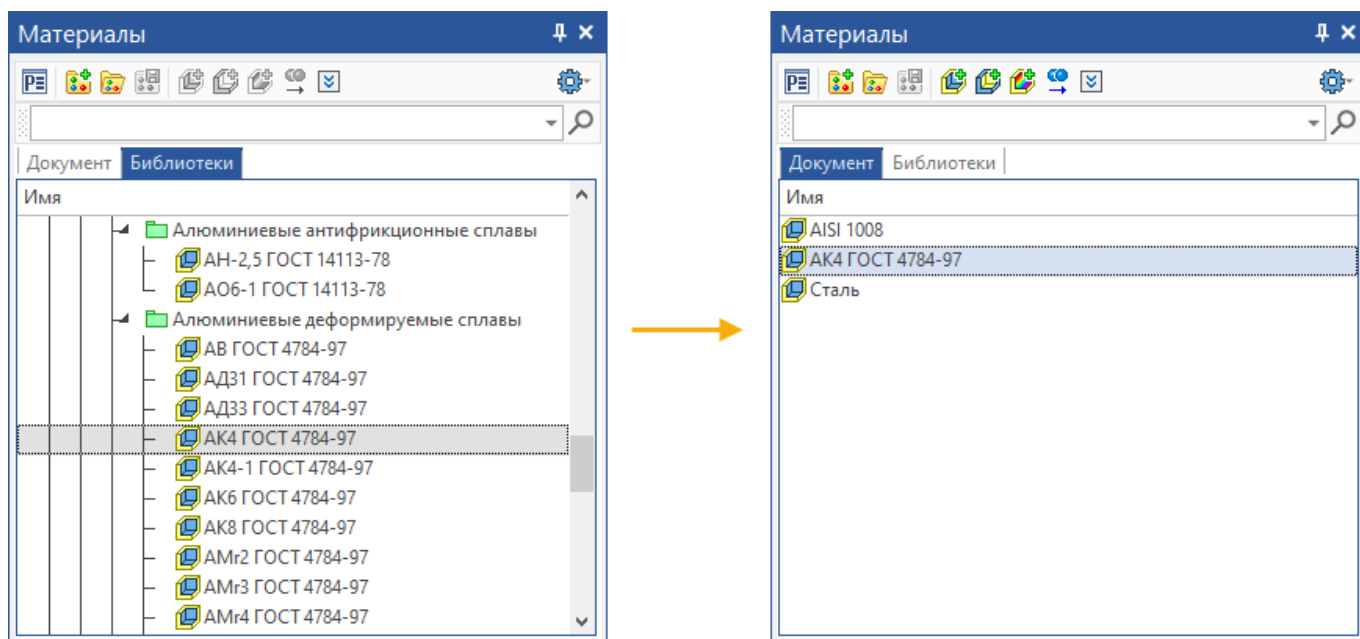 Материалы
Документ Библиотеки
Имя
Алюминиевые антифрикционные сплавы
АН-2,5 ГОСТ 14113-78
АО6-1 ГОСТ 14113-78
Алюминиевые деформируемые сплавы
АВ ГОСТ 4784-97
АД31 ГОСТ 4784-97
АД33 ГОСТ 4784-97
АК4 ГОСТ 4784-97
АК4-1 ГОСТ 4784-97
АК6 ГОСТ 4784-97
АК8 ГОСТ 4784-97
АМг2 ГОСТ 4784-97
АМг3 ГОСТ 4784-97
АМг4 ГОСТ 4784-97
Материалы
Документ Библиотеки
Имя
AISI 1008
АК4 ГОСТ 4784-97
Сталь